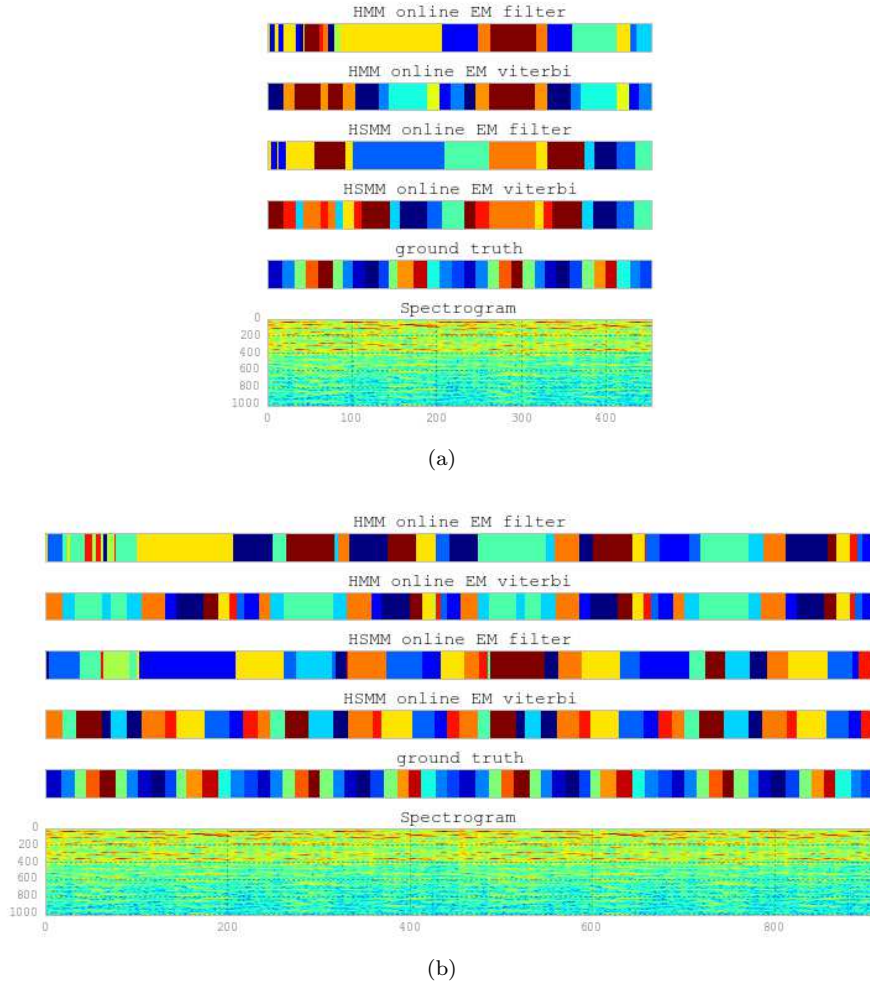 HMM online EM filter
HMM online EM viterbi
HSMM online EM filter
HSMM online EM viterbi
ground truth
Spectrogram
0
200
400
600
800
1000
0 100 200 300 400
(a)
HMM online EM filter
HMM online EM viterbi
HSMM online EM filter
HSMM online EM viterbi
ground truth
Spectrogram
0
200
400
600
800
1000
0 200 400 600 800
(b)